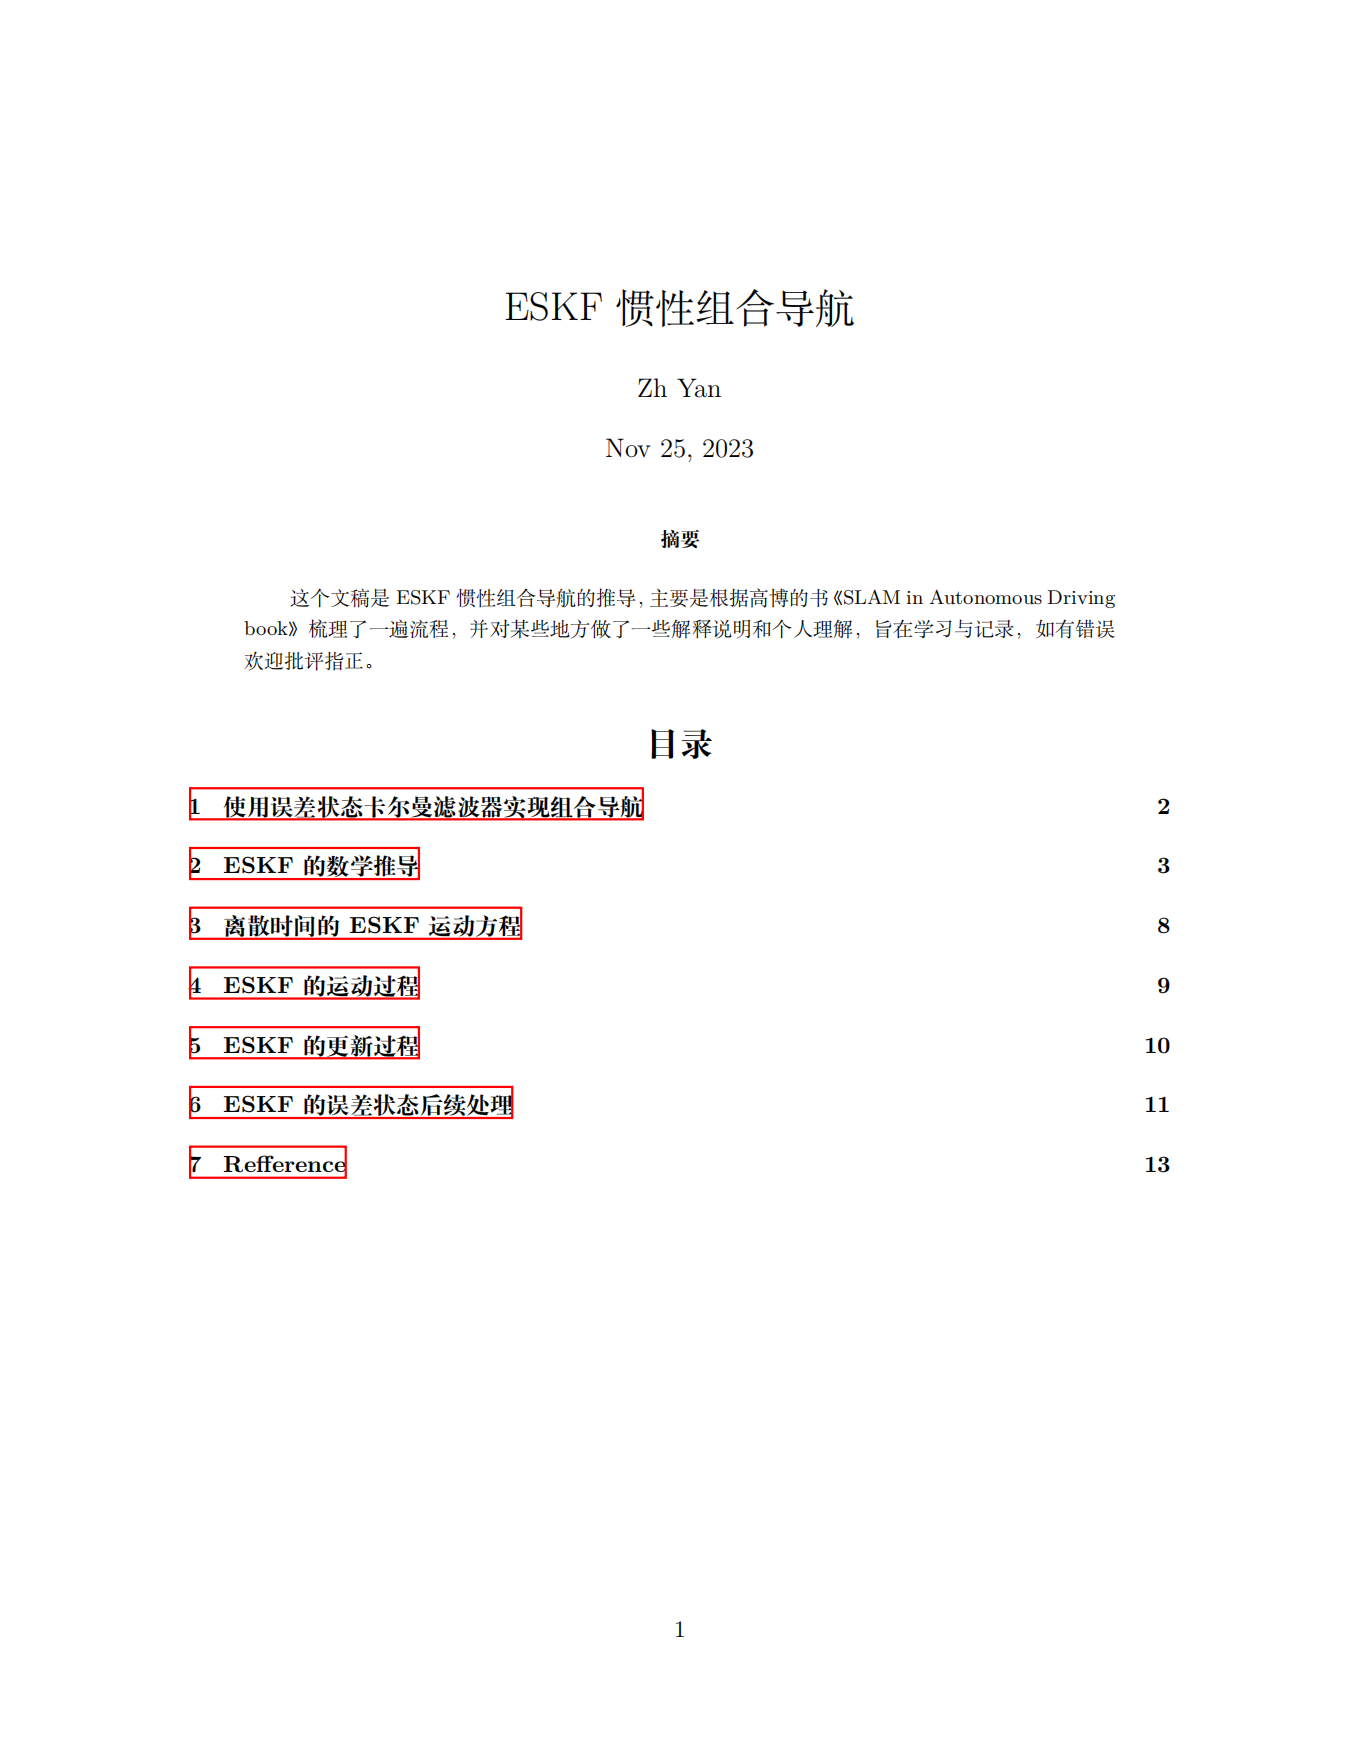 ESKF 惯性组合导航
Zh Yan
Nov 25, 2023
摘要
这个文稿是 ESKF 惯性组合导航的推导，主要是根据高博的书《SLAM in Autonomous Driving
book》梳理了一遍流程，并对某些地方做了一些解释说明和个人理解，旨在学习与记录，如有错误
欢迎批评指正。
目录
1 使用误差状态卡尔曼滤波器实现组合导航 2
2 ESKF 的数学推导 3
3 离散时间的 ESKF 运动方程 8
4 ESKF 的运动过程 9
5 ESKF 的更新过程 10
6 ESKF 的误差状态后续处理 11
7 Refference 13
1